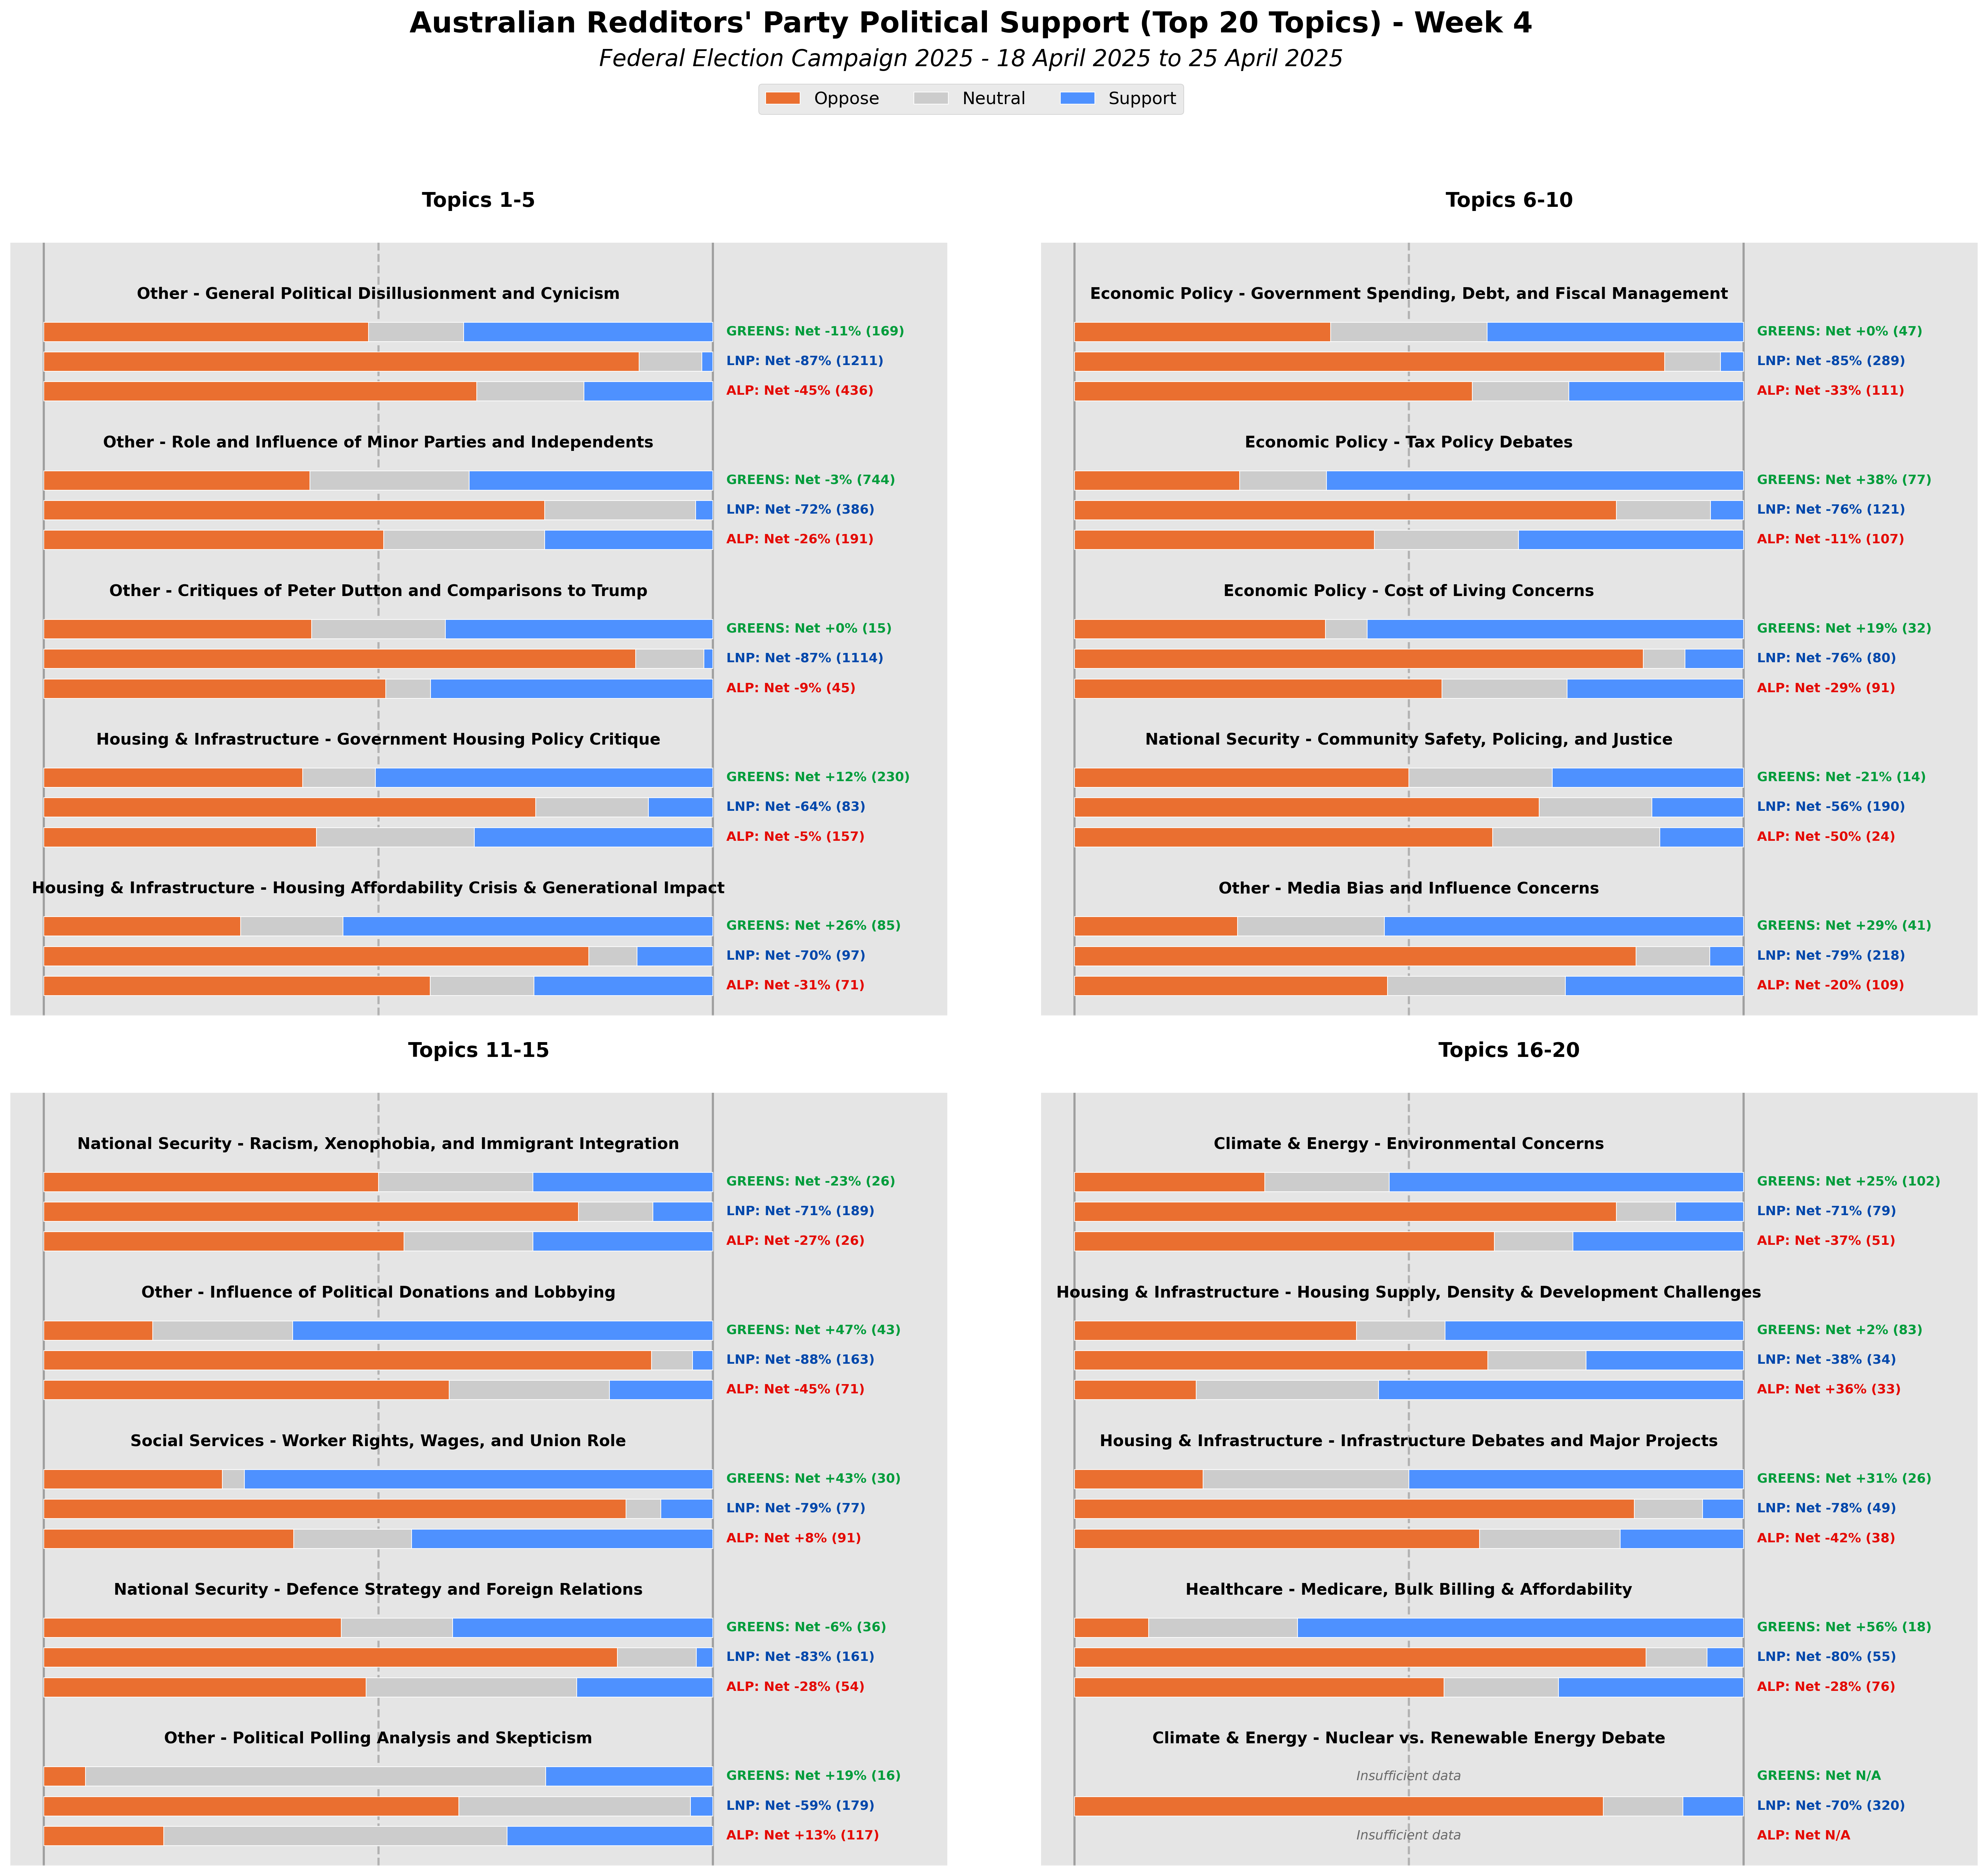 Australian Redditors' Party Political Support (Top 20 Topics) - Week 4
Federal Election Campaign 2025 - 18 April 2025 to 25 April 2025
Oppose Neutral Support
Topics 1-5
Other - General Political Disillusionment and Cynicism
GREENS: Net -11% (169)
LNP: Net -87% (1211)
ALP: Net -45% (436)
Other - Role and Influence of Minor Parties and Independents
GREENS: Net -3% (744)
LNP: Net -72% (386)
ALP: Net -26% (191)
Other - Critiques of Peter Dutton and Comparisons to Trump
GREENS: Net +0% (15)
LNP: Net -87% (1114)
ALP: Net -9% (45)
Housing & Infrastructure - Government Housing Policy Critique
GREENS: Net +12% (230)
LNP: Net -64% (83)
ALP: Net -5% (157)
Housing & Infrastructure - Housing Affordability Crisis & Generational Impact
GREENS: Net +26% (85)
LNP: Net -70% (97)
ALP: Net -31% (71)
Topics 6-10
Economic Policy - Government Spending, Debt, and Fiscal Management
GREENS: Net +0% (47)
LNP: Net -85% (289)
ALP: Net -33% (111)
Economic Policy - Tax Policy Debates
GREENS: Net +38% (77)
LNP: Net -76% (121)
ALP: Net -11% (107)
Economic Policy - Cost of Living Concerns
GREENS: Net +19% (32)
LNP: Net -76% (80)
ALP: Net -29% (91)
National Security - Community Safety, Policing, and Justice
GREENS: Net -21% (14)
LNP: Net -56% (190)
ALP: Net -50% (24)
Other - Media Bias and Influence Concerns
GREENS: Net +29% (41)
LNP: Net -79% (218)
ALP: Net -20% (109)
Topics 11-15
National Security - Racism, Xenophobia, and Immigrant Integration
GREENS: Net -23% (26)
LNP: Net -71% (189)
ALP: Net -27% (26)
Other - Influence of Political Donations and Lobbying
GREENS: Net +47% (43)
LNP: Net -88% (163)
ALP: Net -45% (71)
Social Services - Worker Rights, Wages, and Union Role
GREENS: Net +43% (30)
LNP: Net -79% (77)
ALP: Net +8% (91)
National Security - Defence Strategy and Foreign Relations
GREENS: Net -6% (36)
LNP: Net -83% (161)
ALP: Net -28% (54)
Other - Political Polling Analysis and Skepticism
GREENS: Net +19% (16)
LNP: Net -59% (179)
ALP: Net +13% (117)
Topics 16-20
Climate & Energy - Environmental Concerns
GREENS: Net +25% (102)
LNP: Net -71% (79)
ALP: Net -37% (51)
Housing & Infrastructure - Housing Supply, Density & Development Challenges
GREENS: Net +2% (83)
LNP: Net -38% (34)
ALP: Net +36% (33)
Housing & Infrastructure - Infrastructure Debates and Major Projects
GREENS: Net +31% (26)
LNP: Net -78% (49)
ALP: Net -42% (38)
Healthcare - Medicare, Bulk Billing & Affordability
GREENS: Net +56% (18)
LNP: Net -80% (55)
ALP: Net -28% (76)
Climate & Energy - Nuclear vs. Renewable Energy Debate
Insufficient data GREENS: Net N/A
LNP: Net -70% (320)
Insufficient data ALP: Net N/A